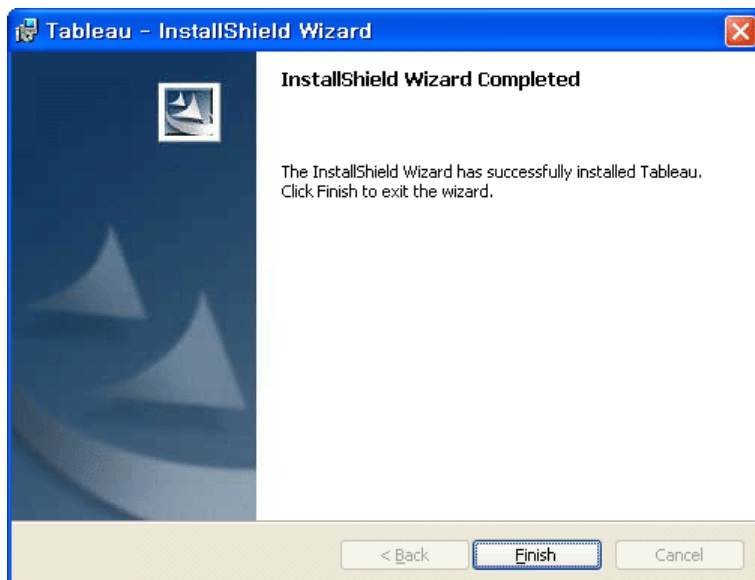 Tableau - InstallShield Wizard
InstallShield Wizard Completed
The InstallShield Wizard has successfully installed Tableau.
Click Finish to exit the wizard.
< Back
Finish
Cancel